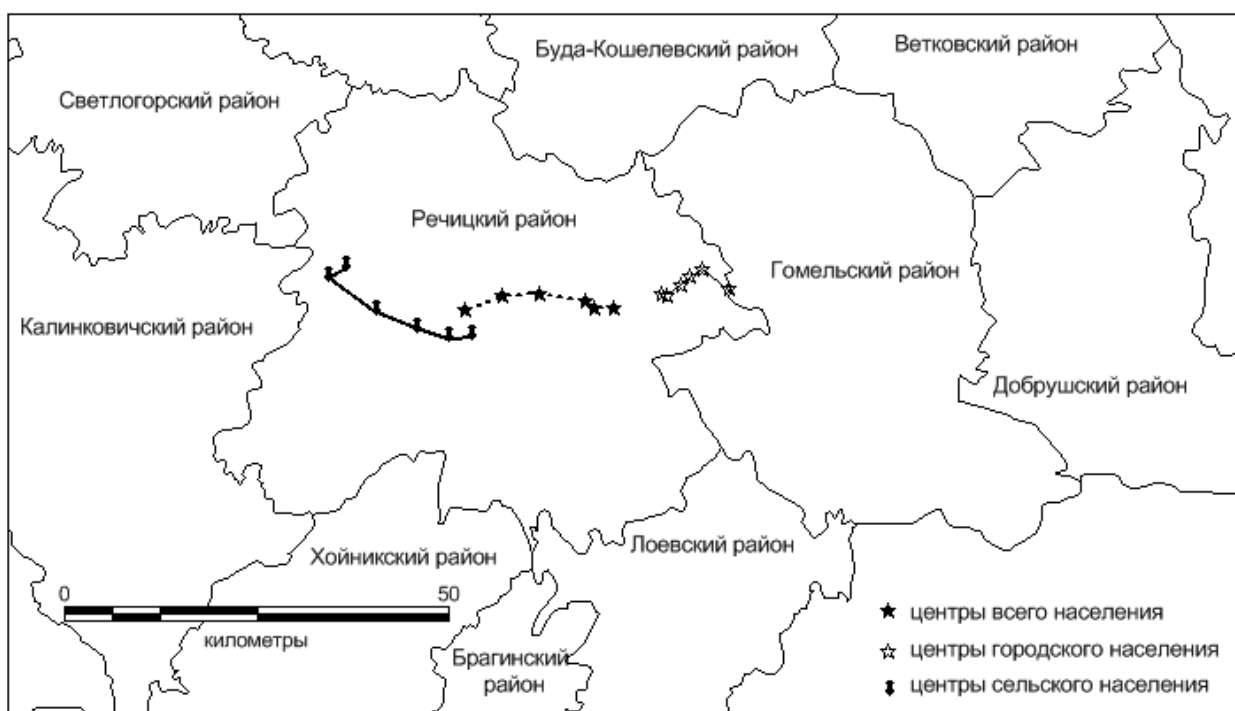 Буда-Кошелевский район
Ветковский район
Светлогорский район
Речицкий район
Гомельский район
Калинковичский район
Добрушский район
Лоевский район
Хойникский район
0
50
километры
Брагинский
район
центры всего населения
центры городского населения
центры сельского населения